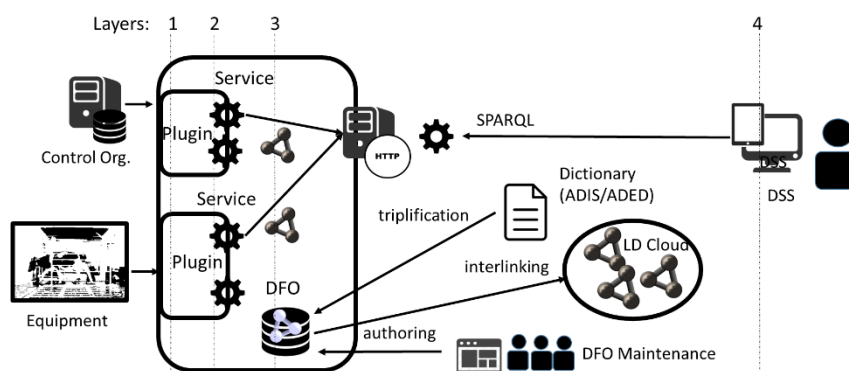 Layers: 1 2 3 4
Service
Plugin
Control Org.
HTTP
SPARQL
DSS
DSS
Dictionary
(ADIS/ADED)
Service
triplification
Plugin
LD Cloud
interlinking
DFO
Equipment
authoring
DFO Maintenance